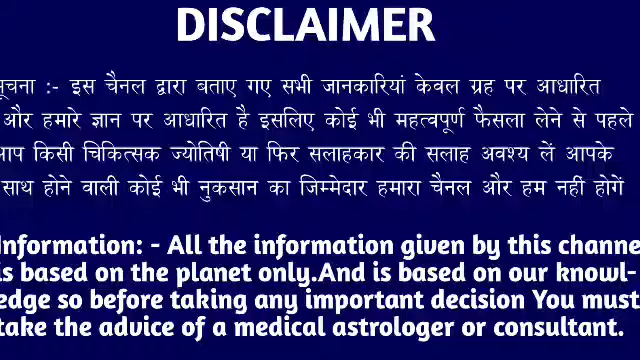 DISCLAIMER
सूचना :- इस चैनल द्वारा बताए गए सभी जानकारियां केवल ग्रह पर आधारित
और हमारे ज्ञान पर आधारित है इसलिए कोई भी महत्वपूर्ण फैसला लेने से पहले
आप किसी चिकित्सक ज्योतिषी या फिर सलाहकार की सलाह अवश्य लें आपके
साथ होने वाली कोई भी नुकसान का जिम्मेदार हमारा चैनल और हम नहीं होगें
Information: - All the information given by this channe
is based on the planet only.And is based on our knowl-
edge so before taking any important decision You must
take the advice of a medical astrologer or consultant.